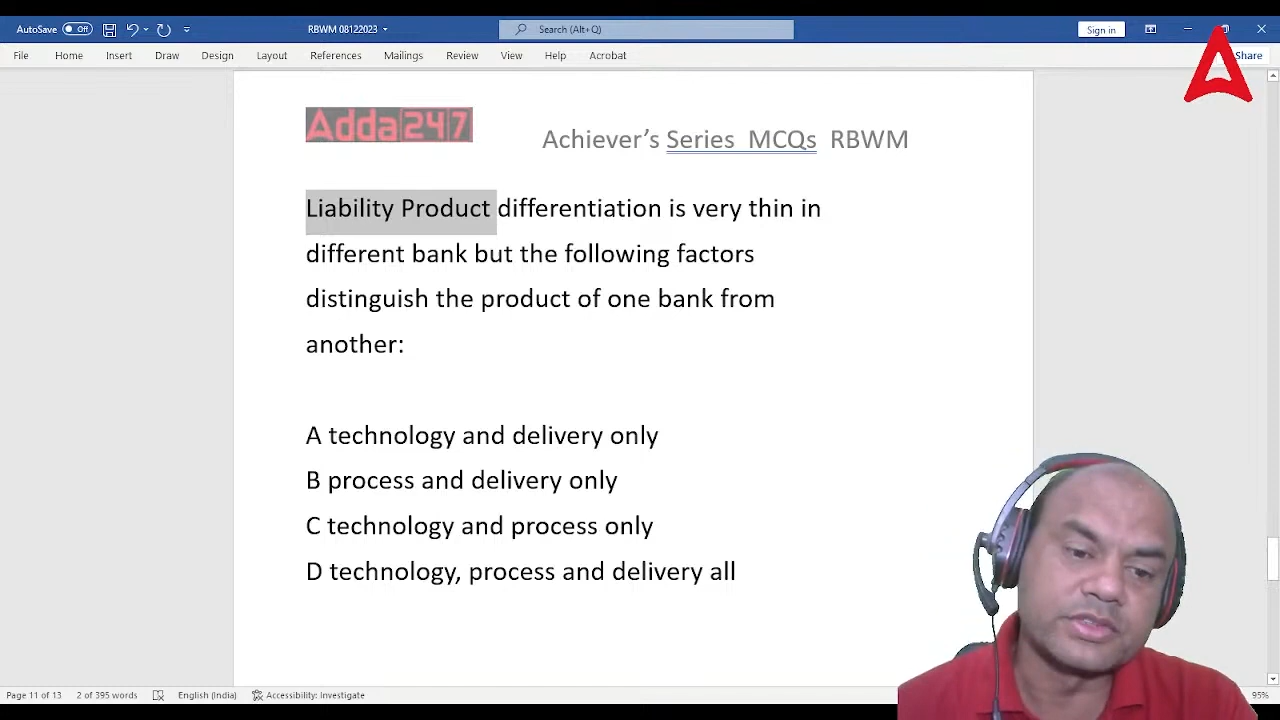 AutoSave Off RBWM 08122023 Search (Alt+Q) Sign in
File Home Insert Draw Design Layout References Mailings Review View Help Acrobat Share
Adda247 Achiever’s Series MCQs RBWM
Liability Product differentiation is very thin in
different bank but the following factors
distinguish the product of one bank from
another:
A technology and delivery only
B process and delivery only
C technology and process only
D technology, process and delivery all
Page 11 of 13 2 of 395 words English (India) Accessibility: Investigate 95%